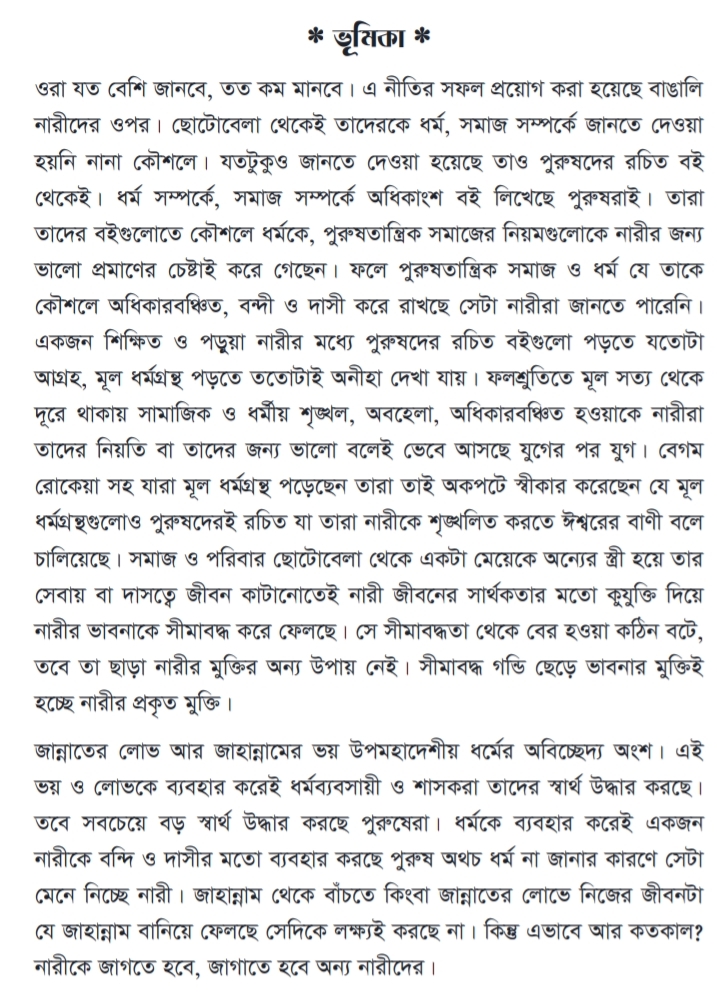 * ভূমিকা *
ওরা যত বেশি জানবে, তত কম মানবে। এ নীতির সফল প্রয়োগ করা হয়েছে বাঙালি
নারীদের ওপর। ছোটোবেলা থেকেই তাদেরকে ধর্ম, সমাজ সম্পর্কে জানতে দেওয়া
হয়নি নানা কৌশলে। যতটুকুও জানতে দেওয়া হয়েছে তাও পুরুষদের রচিত বই
থেকেই। ধর্ম সম্পর্কে, সমাজ সম্পর্কে অধিকাংশ বই লিখেছে পুরুষরাই। তারা
তাদের বইগুলোতে কৌশলে ধর্মকে, পুরুষতান্ত্রিক সমাজের নিয়মগুলোকে নারীর জন্য
ভালো প্রমাণের চেষ্টাই করে গেছেন। ফলে পুরুষতান্ত্রিক সমাজ ও ধর্ম যে তাকে
কৌশলে অধিকারবঞ্চিত, বন্দী ও দাসী করে রাখছে সেটা নারীরা জানতে পারেনি।
একজন শিক্ষিত ও পড়ুয়া নারীর মধ্যে পুরুষদের রচিত বইগুলো পড়তে যতোটা
আগ্রহ, মূল ধর্মগ্রন্থ পড়তে ততোটাই অনীহা দেখা যায়। ফলশ্রুতিতে মূল সত্য থেকে
দূরে থাকায় সামাজিক ও ধর্মীয় শৃঙ্খল, অবহেলা, অধিকারবঞ্চিত হওয়াকে নারীরা
তাদের নিয়তি বা তাদের জন্য ভালো বলেই ভেবে আসছে যুগের পর যুগ। বেগম
রোকেয়া সহ যারা মূল ধর্মগ্রন্থ পড়েছেন তারা তাই অকপটে স্বীকার করেছেন যে মূল
ধর্মগ্রন্থগুলোও পুরুষদেরই রচিত যা তারা নারীকে শৃঙ্খলিত করতে ঈশ্বরের বাণী বলে
চালিয়েছে। সমাজ ও পরিবার ছোটোবেলা থেকে একটা মেয়েকে অন্যের স্ত্রী হয়ে তার
সেবায় বা দাসত্বে জীবন কাটানোতেই নারী জীবনের সার্থকতার মতো কুযুক্তি দিয়ে
নারীর ভাবনাকে সীমাবদ্ধ করে ফেলছে। সে সীমাবদ্ধতা থেকে বের হওয়া কঠিন বটে,
তবে তা ছাড়া নারীর মুক্তির অন্য উপায় নেই। সীমাবদ্ধ গন্ডি ছেড়ে ভাবনার মুক্তিই
হচ্ছে নারীর প্রকৃত মুক্তি।
জান্নাতের লোভ আর জাহান্নামের ভয় উপমহাদেশীয় ধর্মের অবিচ্ছেদ্য অংশ। এই
ভয় ও লোভকে ব্যবহার করেই ধর্মব্যবসায়ী ও শাসকরা তাদের স্বার্থ উদ্ধার করছে।
তবে সবচেয়ে বড় স্বার্থ উদ্ধার করছে পুরুষেরা। ধর্মকে ব্যবহার করেই একজন
নারীকে বন্দি ও দাসীর মতো ব্যবহার করছে পুরুষ অথচ ধর্ম না জানার কারণে সেটা
মেনে নিচ্ছে নারী। জাহান্নাম থেকে বাঁচতে কিংবা জান্নাতের লোভে নিজের জীবনটা
যে জাহান্নাম বানিয়ে ফেলছে সেদিকে লক্ষ্যই করছে না। কিন্তু এভাবে আর কতকাল?
নারীকে জাগতে হবে, জাগাতে হবে অন্য নারীদের।